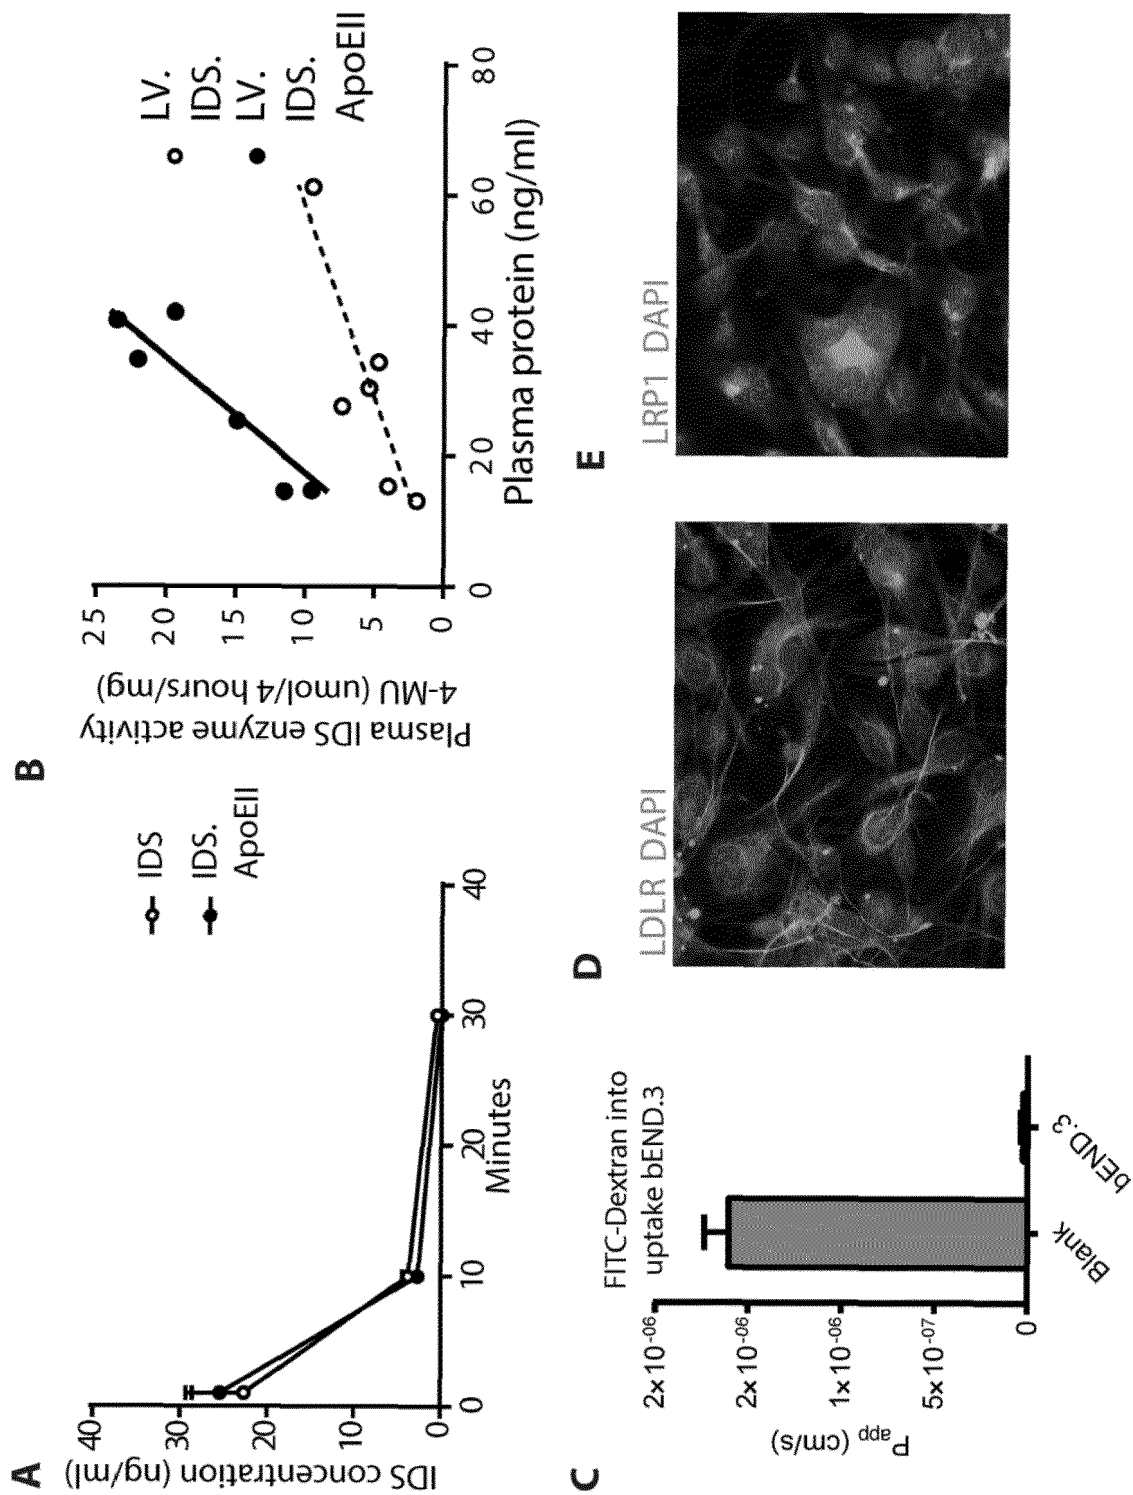 A
IDS concentration (ng/ml)
40
30
20
10
0
0
10
20
30
40
Minutes
IDS
IDS.
ApoEII
B
Plasma IDS enzyme activity
4-MU (umol/4 hours/mg)
25
20
15
10
5
0
0
20
40
60
80
Plasma protein (ng/ml)
LV.
IDS.
LV.
IDS.
ApoEII
C
FITC-Dextran into
uptake bEND.3
Papp (cm/s)
2×10-06
2×10-06
1×10-06
5×10-07
0
Blank
bEND.3
D
LDLR DAPI
E
LRP1 DAPI